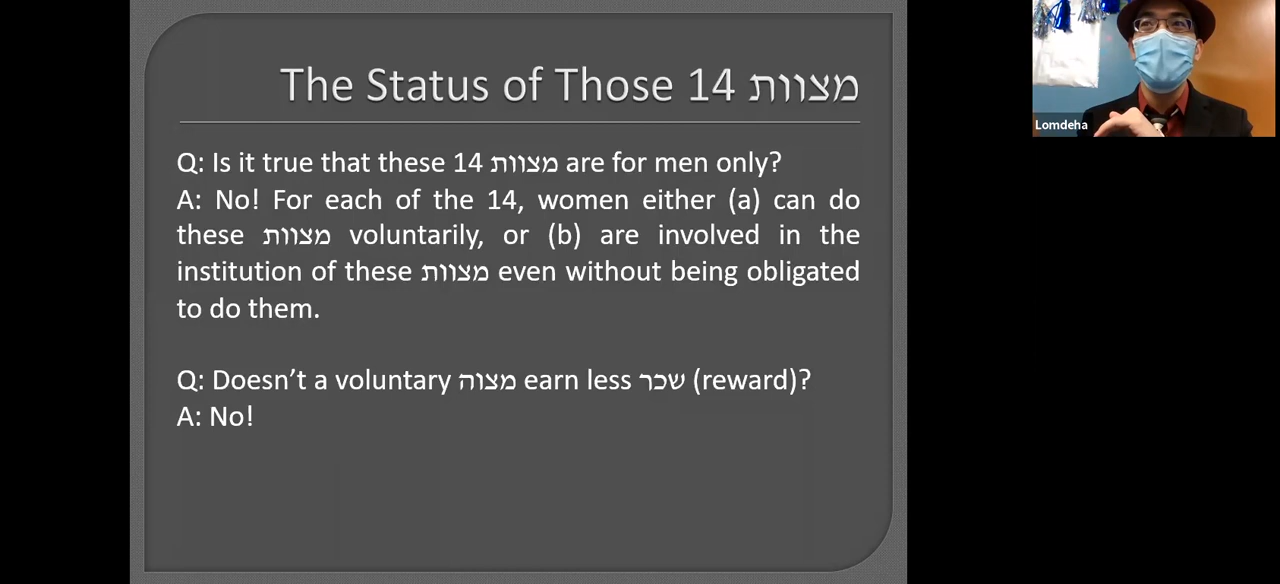 The Status of Those 14 מצוות
Q: Is it true that these 14 מצוות are for men only?
A: No! For each of the 14, women either (a) can do
these מצוות voluntarily, or (b) are involved in the
institution of these מצוות even without being obligated
to do them.
Q: Doesn’t a voluntary מצוה earn less שכר (reward)?
A: No!
Lomdeha